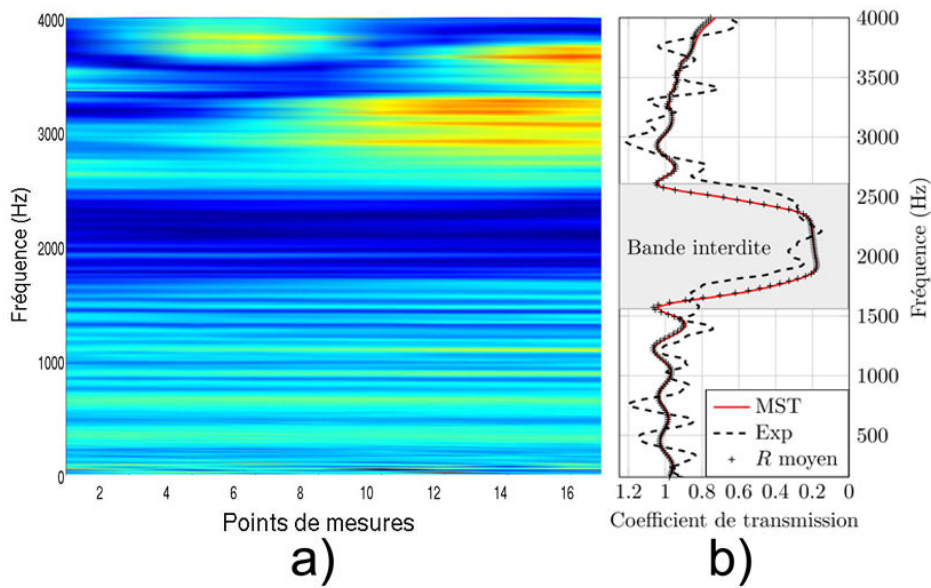 4000
3000
2000
1000
0
Fréquence (Hz)
2 4 6 8 10 12 14 16
Points de mesures
a)
4000
3500
3000
2500
2000
1500
1000
500
Fréquence (Hz)
Bande interdite
MST
Exp
R moyen
1.2 1 0.8 0.6 0.4 0.2 0
Coefficient de transmission
b)